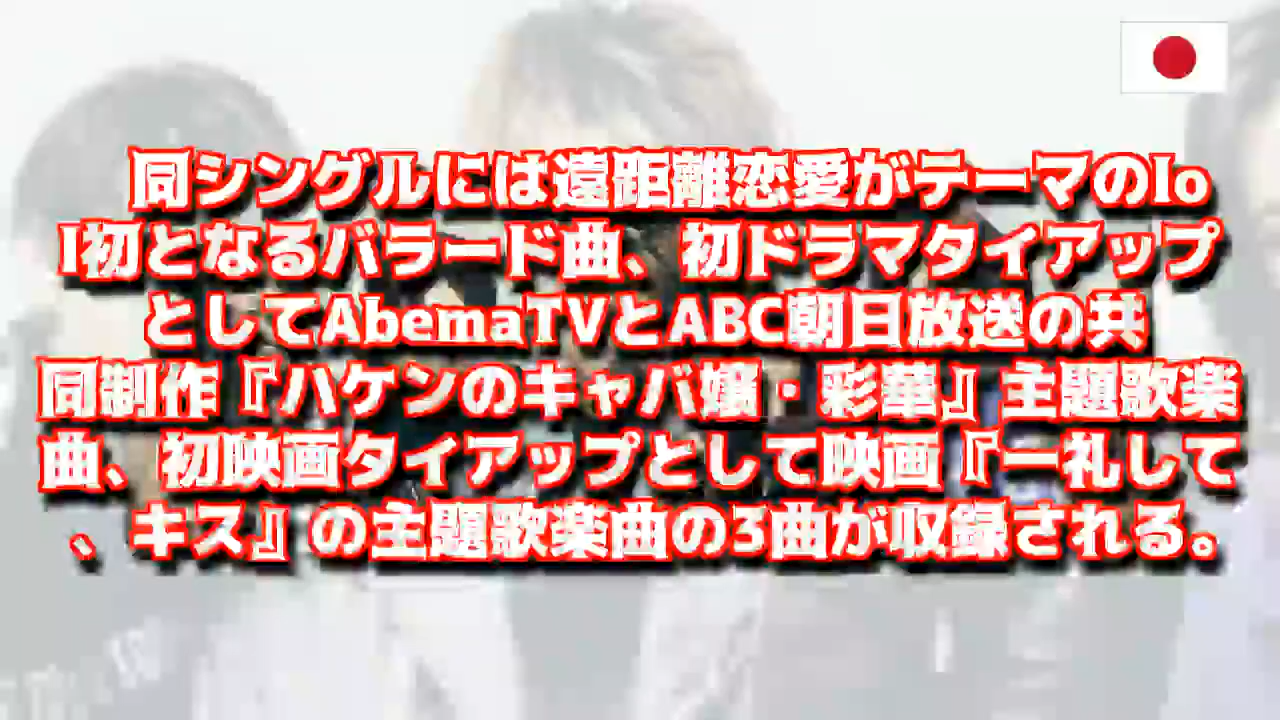 同シングルには遠距離恋愛がテーマのIo
I初となるバラード曲、初ドラマタイアップ
としてAbemaTVとABC朝日放送の共
同制作『ハケンのキャバ嬢・彩華』主題歌楽
曲、初映画タイアップとして映画『一礼して
、キス』の主題歌楽曲の3曲が収録される。